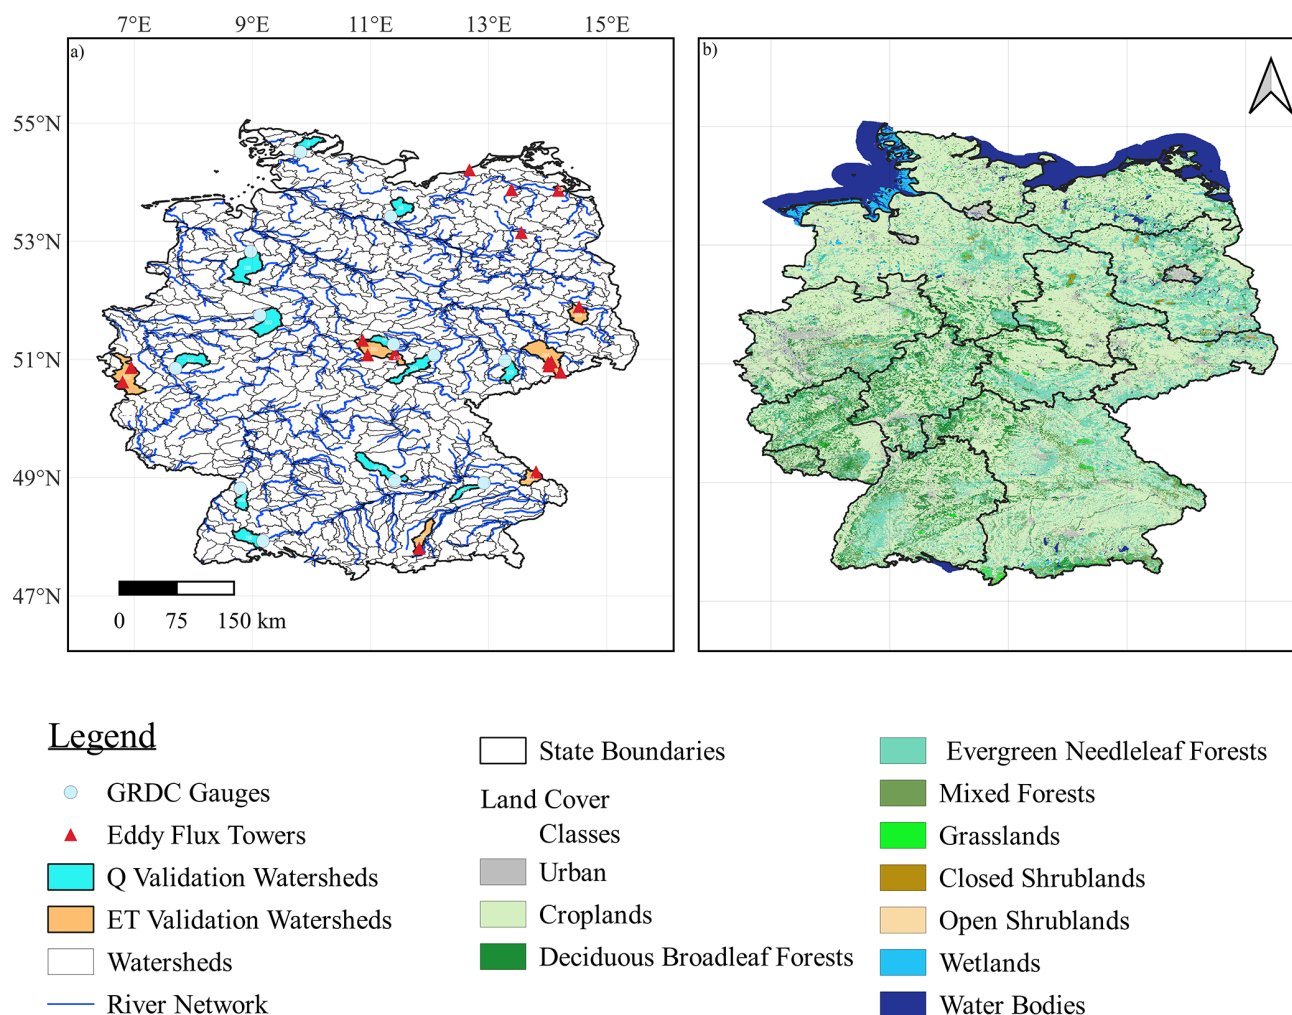 7°E 9°E 11°E 13°E 15°E
a)
b)
55°N
53°N
51°N
49°N
47°N
0 75 150 km
Legend
GRDC Gauges
Eddy Flux Towers
Q Validation Watersheds
ET Validation Watersheds
Watersheds
River Network
State Boundaries
Land Cover
Classes
Urban
Croplands
Deciduous Broadleaf Forests
Evergreen Needleleaf Forests
Mixed Forests
Grasslands
Closed Shrublands
Open Shrublands
Wetlands
Water Bodies